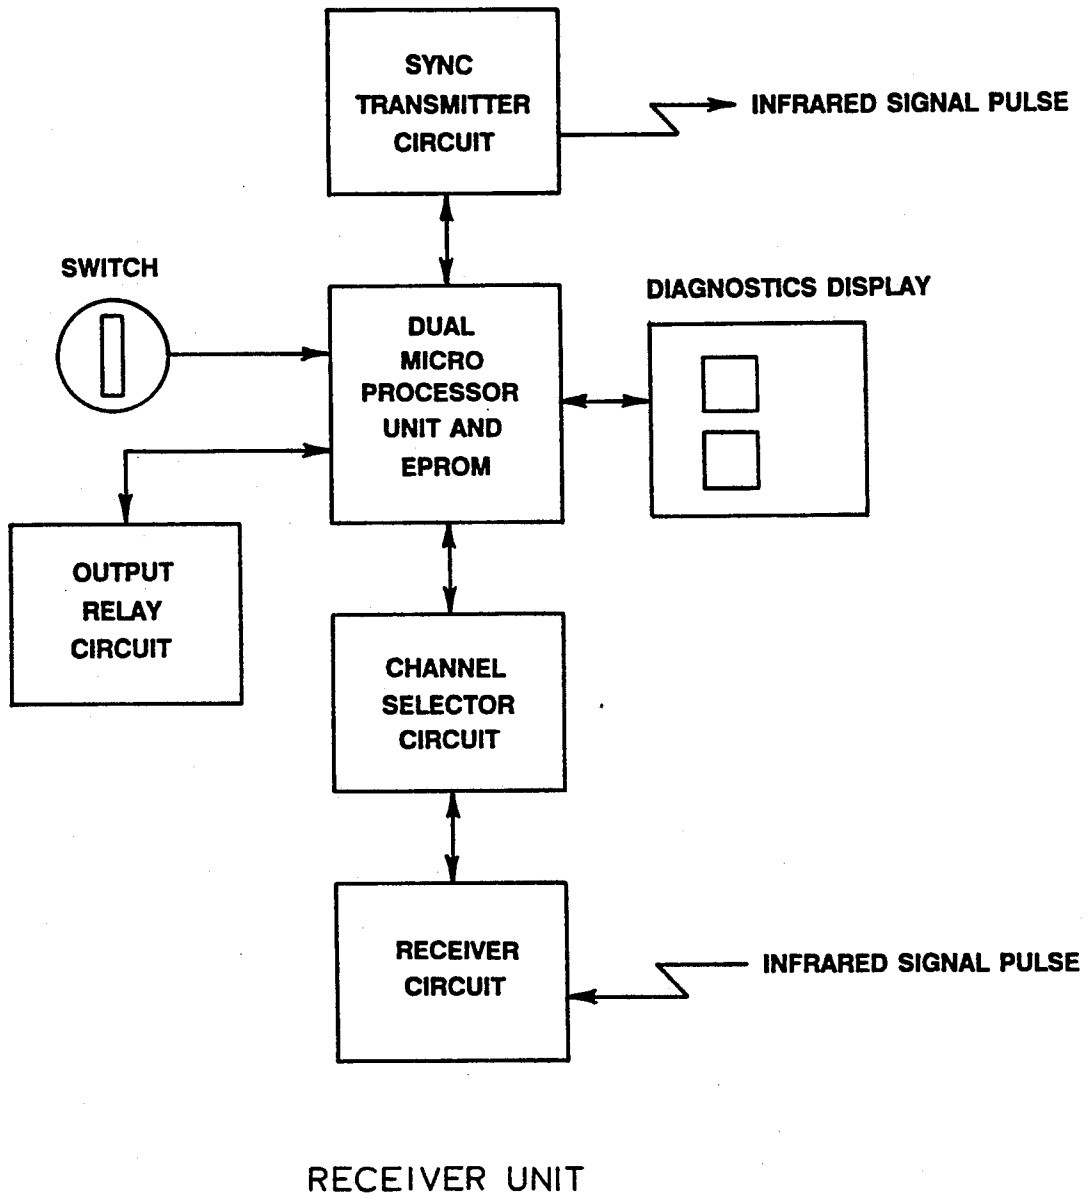 SYNC
TRANSMITTER
CIRCUIT
INFRARED SIGNAL PULSE
SWITCH
DIAGNOSTICS DISPLAY
DUAL
MICRO
PROCESSOR
UNIT AND
EPROM
OUTPUT
RELAY
CIRCUIT
CHANNEL
SELECTOR
CIRCUIT
RECEIVER
CIRCUIT
INFRARED SIGNAL PULSE
RECEIVER UNIT